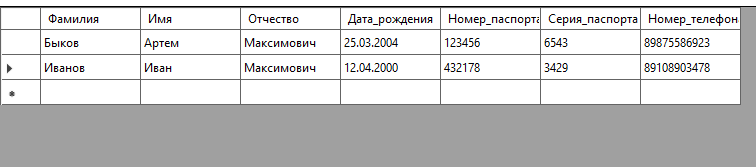 Фамилия Имя Отчество Дата_рождения Номер_паспорта Серия_паспорта Номер_телефона
Быков Артем Максимович 25.03.2004 123456 6543 89875586923
Иванов Иван Максимович 12.04.2000 432178 3429 89108903478